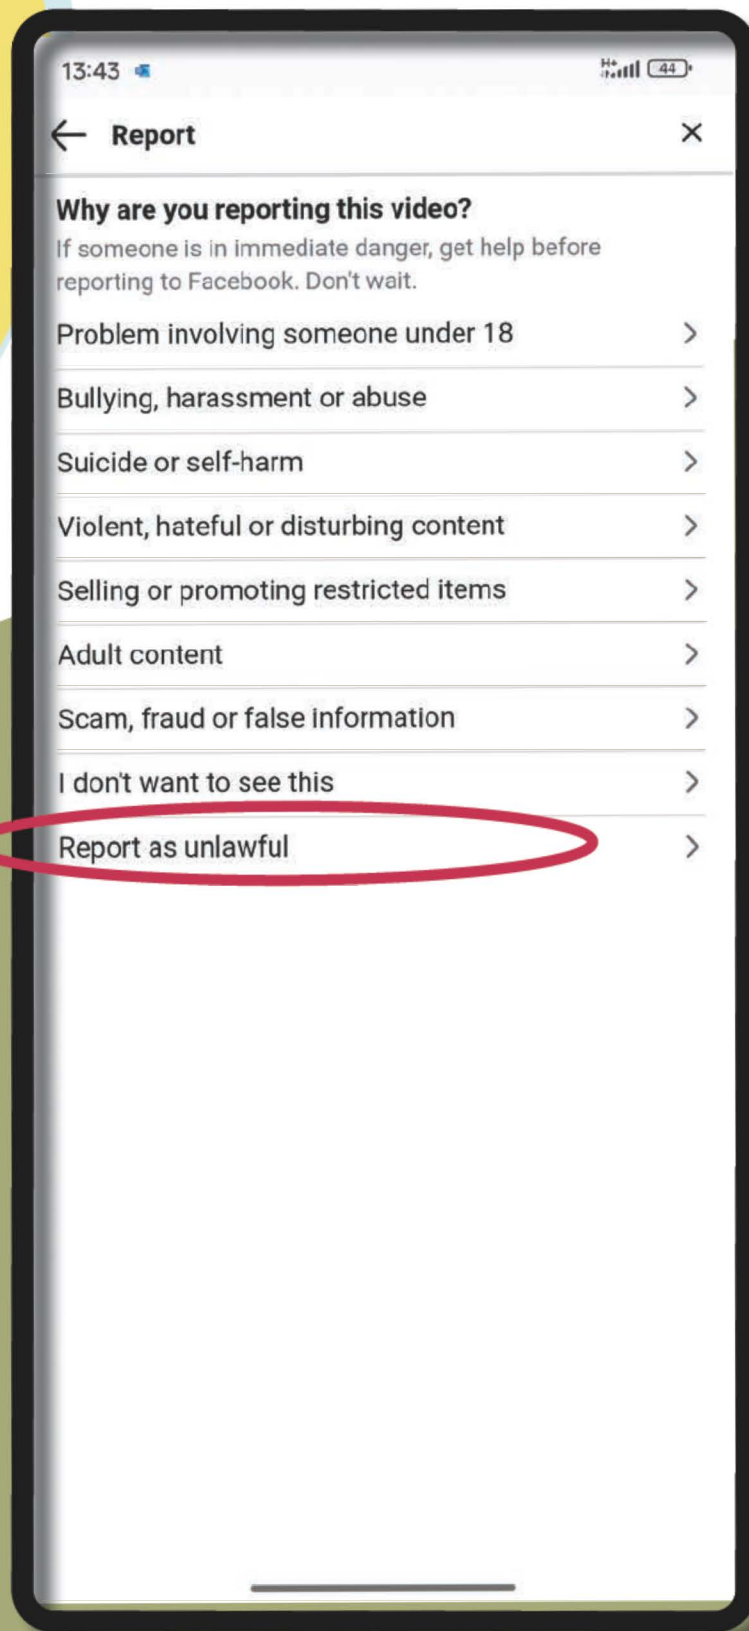 13:43
H+ 44
Report
Why are you reporting this video?
If someone is in immediate danger, get help before
reporting to Facebook. Don't wait.
Problem involving someone under 18
Bullying, harassment or abuse
Suicide or self-harm
Violent, hateful or disturbing content
Selling or promoting restricted items
Adult content
Scam, fraud or false information
I don't want to see this
Report as unlawful